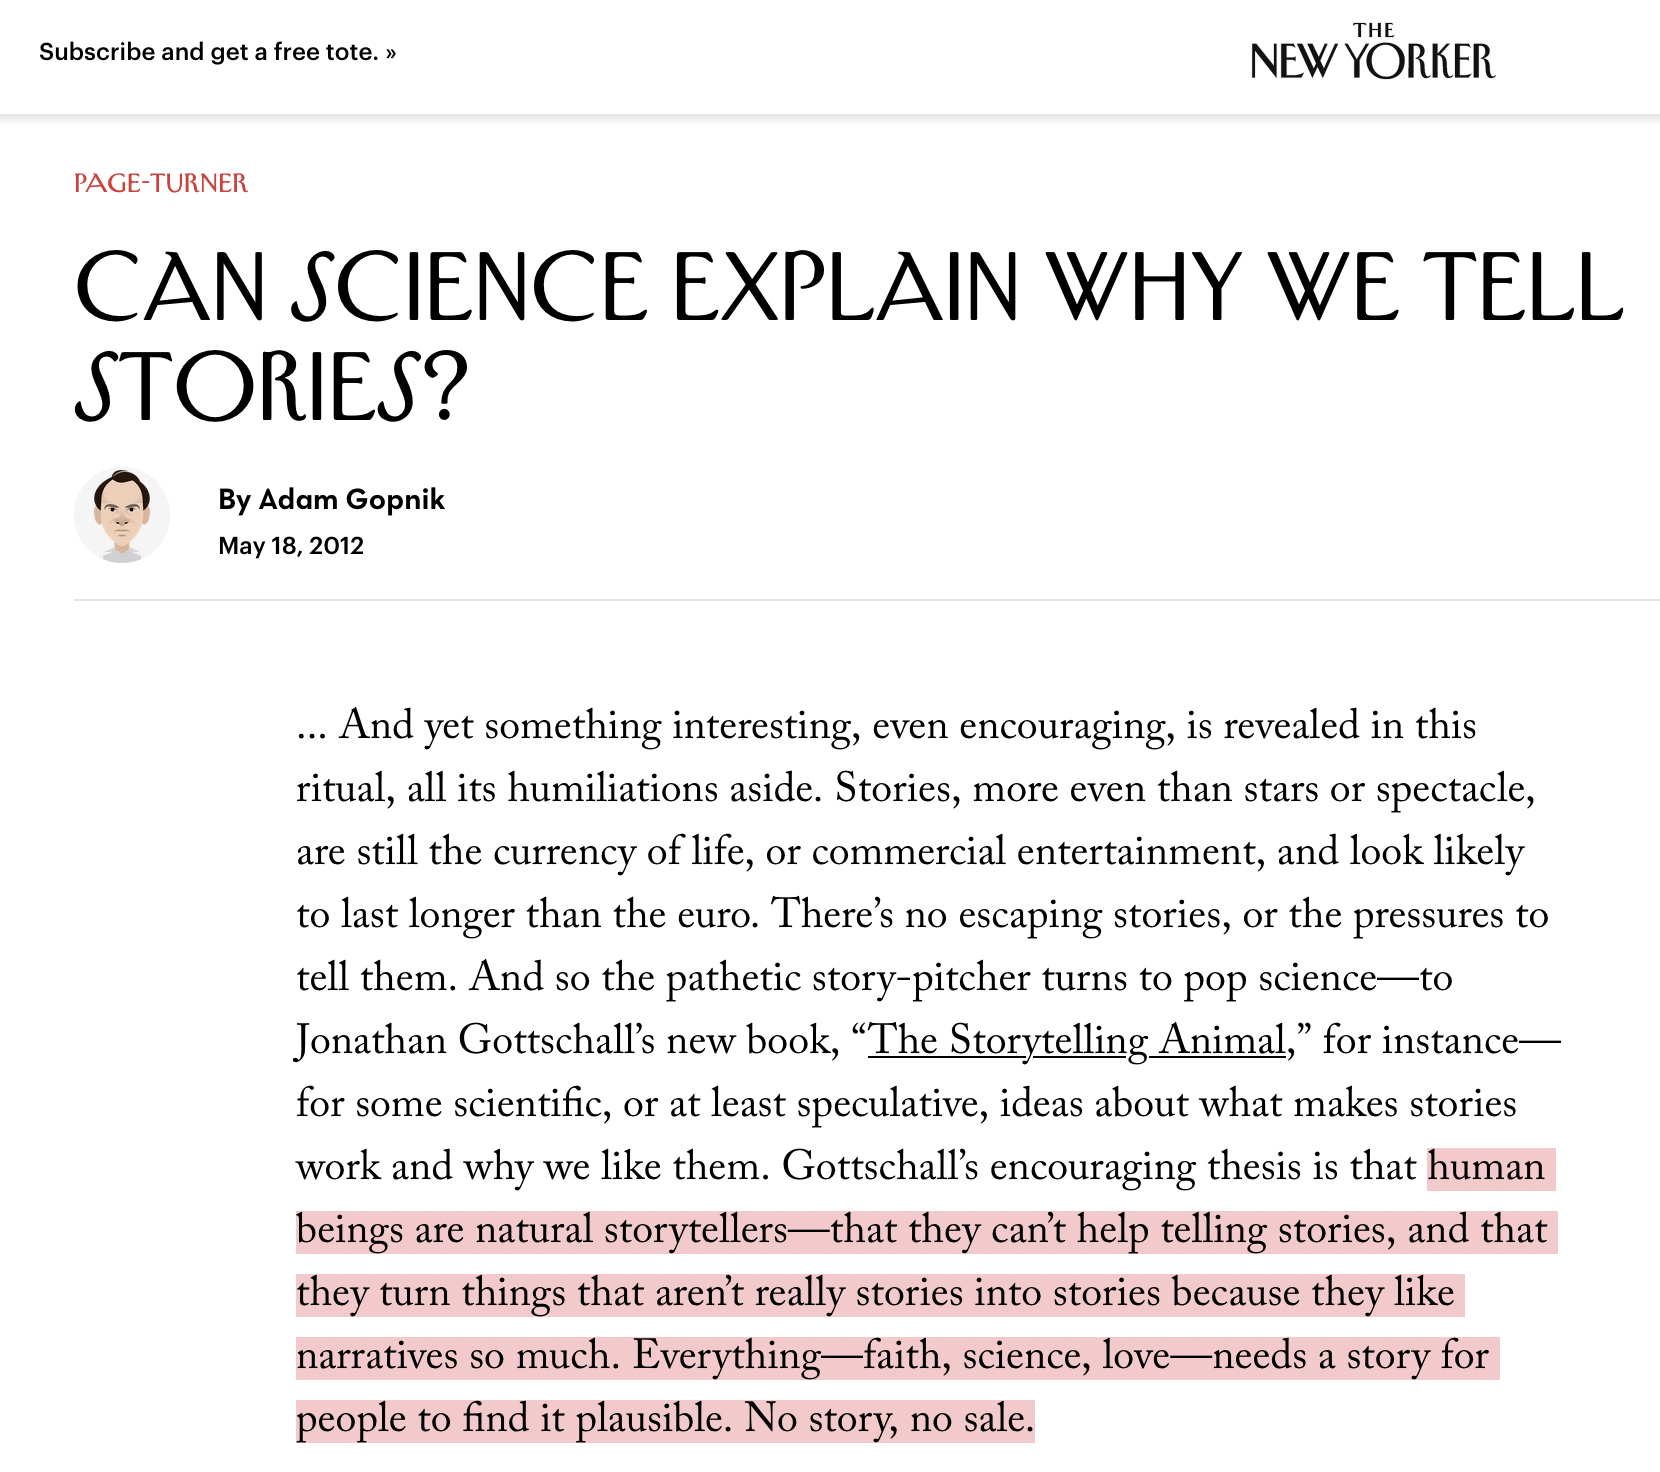 Subscribe and get a free tote. »
THE
NEW YORKER
PAGE-TURNER
CAN SCIENCE EXPLAIN WHY WE TELL
STORIES?
By Adam Gopnik
May 18, 2012
... And yet something interesting, even encouraging, is revealed in this
ritual, all its humiliations aside. Stories, more even than stars or spectacle,
are still the currency of life, or commercial entertainment, and look likely
to last longer than the euro. There’s no escaping stories, or the pressures to
tell them. And so the pathetic story-pitcher turns to pop science—to
Jonathan Gottschall’s new book, “The Storytelling Animal,” for instance—
for some scientific, or at least speculative, ideas about what makes stories
work and why we like them. Gottschall’s encouraging thesis is that human
beings are natural storytellers—that they can’t help telling stories, and that
they turn things that aren’t really stories into stories because they like
narratives so much. Everything—faith, science, love—needs a story for
people to find it plausible. No story, no sale.